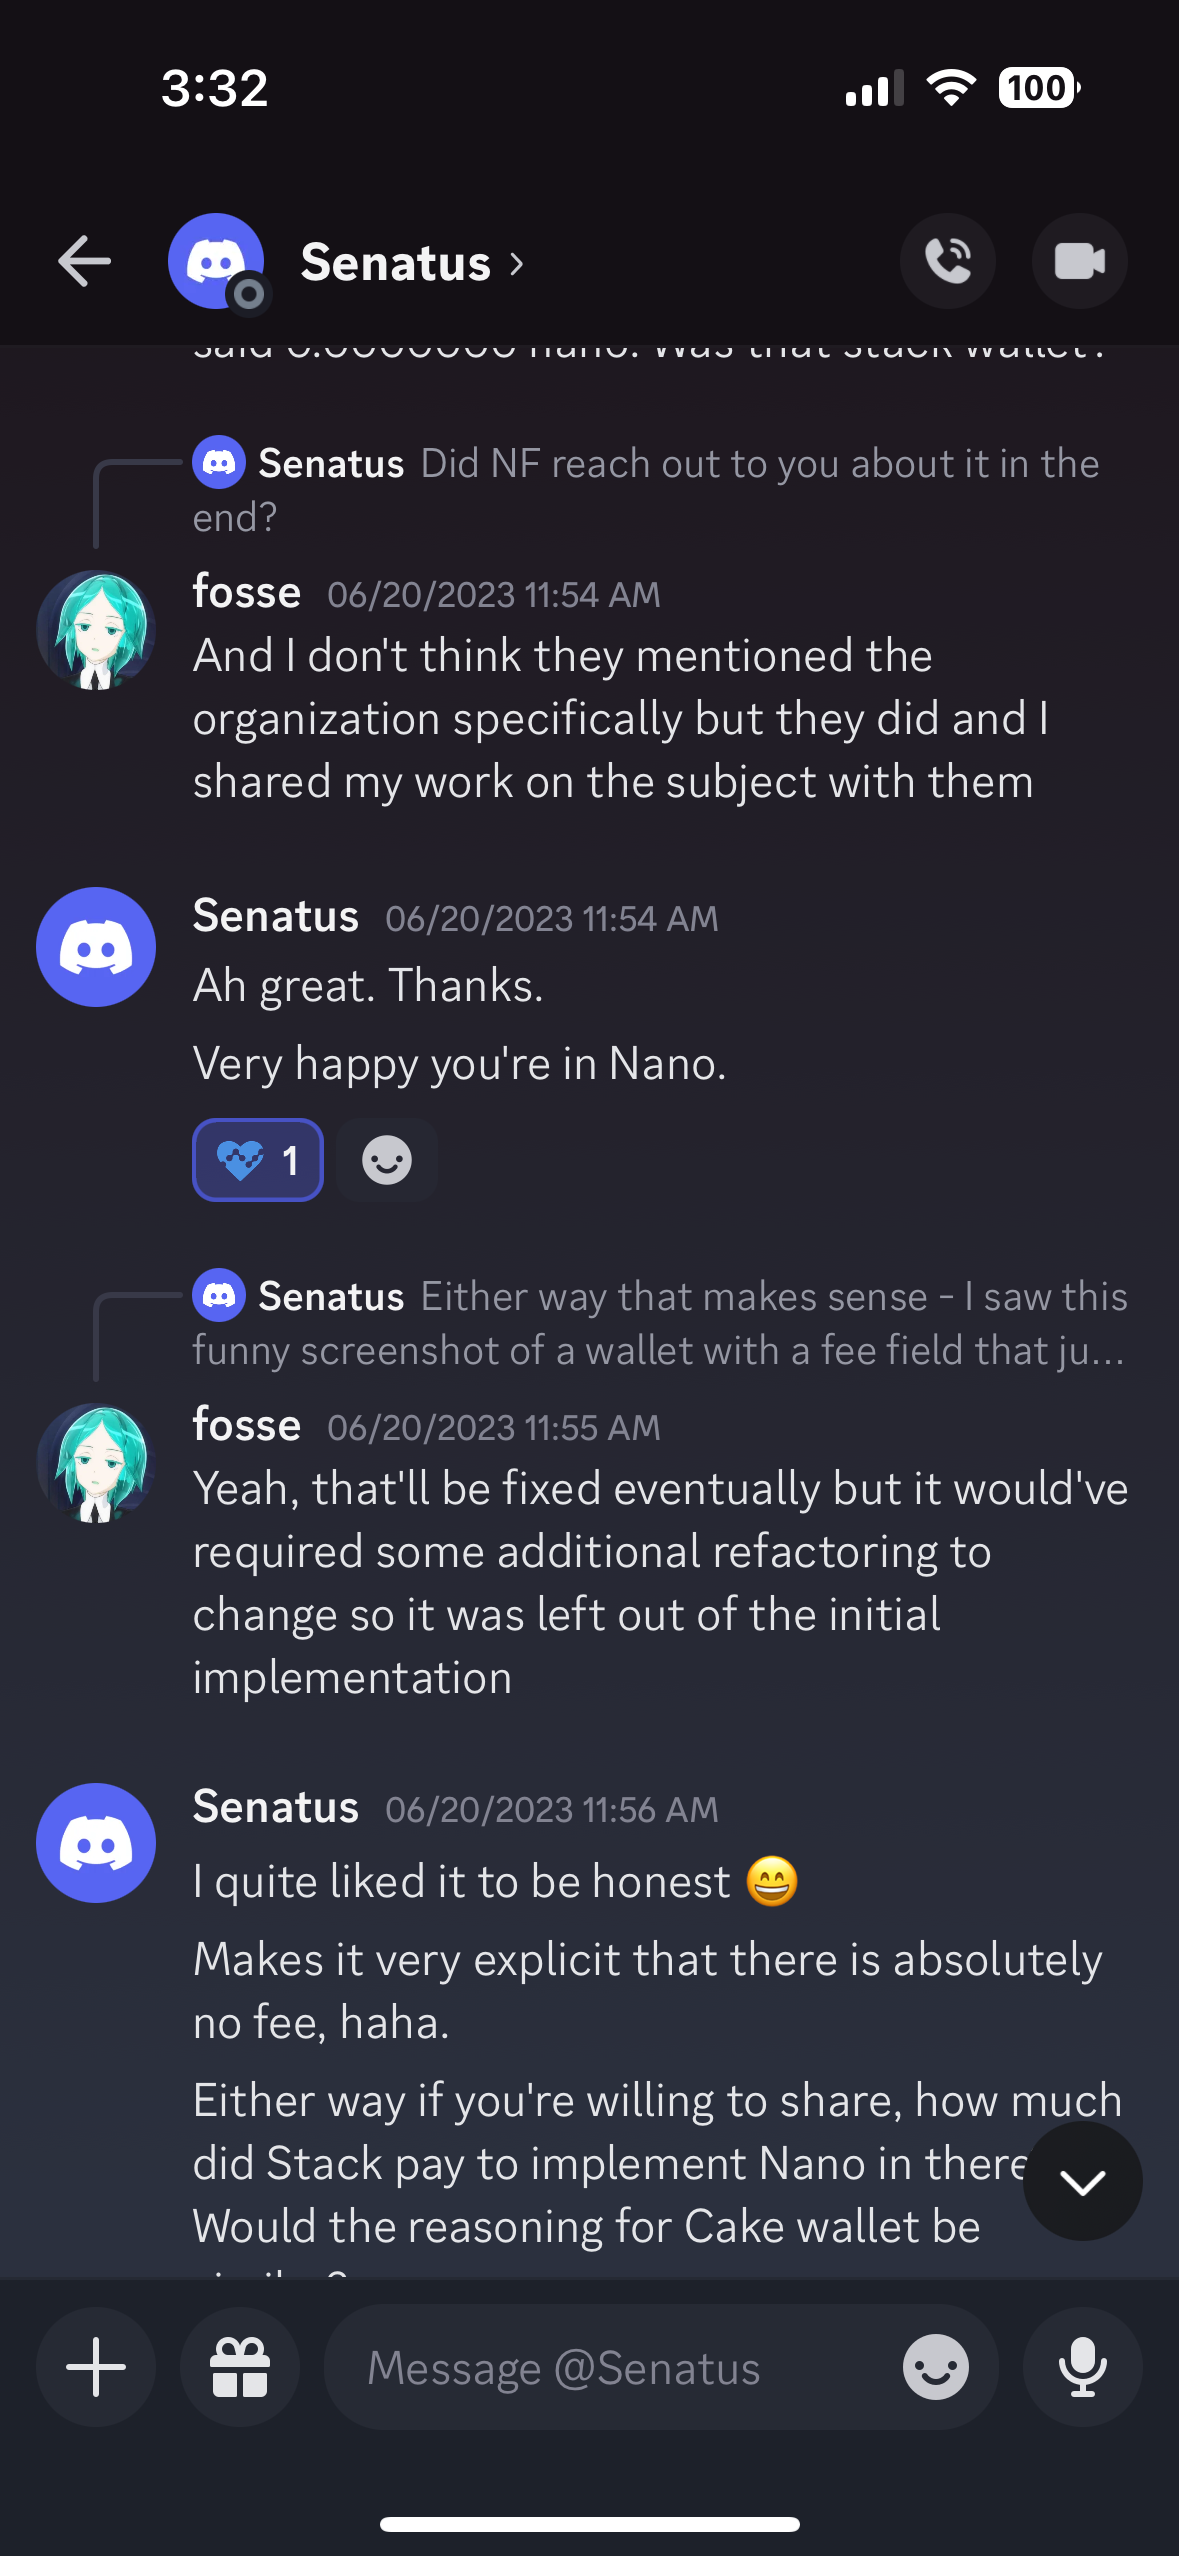 3:32
100
Senatus
said 0.0000000 nano. Was that stack wallet?
Senatus Did NF reach out to you about it in the
end?
fosse 06/20/2023 11:54 AM
And I don't think they mentioned the
organization specifically but they did and I
shared my work on the subject with them
Senatus 06/20/2023 11:54 AM
Ah great. Thanks.
Very happy you're in Nano.
1
Senatus Either way that makes sense - I saw this
funny screenshot of a wallet with a fee field that ju...
fosse 06/20/2023 11:55 AM
Yeah, that'll be fixed eventually but it would've
required some additional refactoring to
change so it was left out of the initial
implementation
Senatus 06/20/2023 11:56 AM
I quite liked it to be honest 😄
Makes it very explicit that there is absolutely
no fee, haha.
Either way if you're willing to share, how much
did Stack pay to implement Nano in there
Would the reasoning for Cake wallet be
Message @Senatus